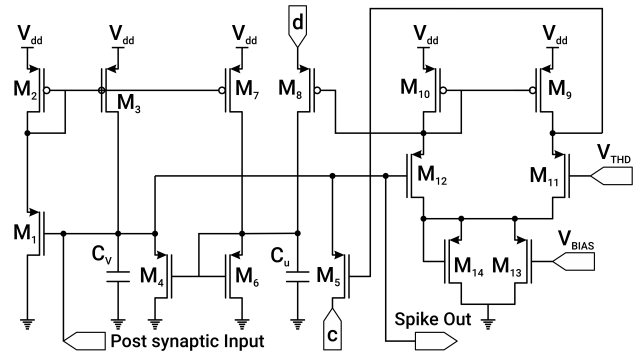 d
Vdd Vdd Vdd Vdd Vdd
M2 M3 M7 M8 M10 M9
VTHD
M12 M11
M1
VBIAS
CV M4 M6 Cu M5 M14 M13
Spike Out
Post synaptic Input
c